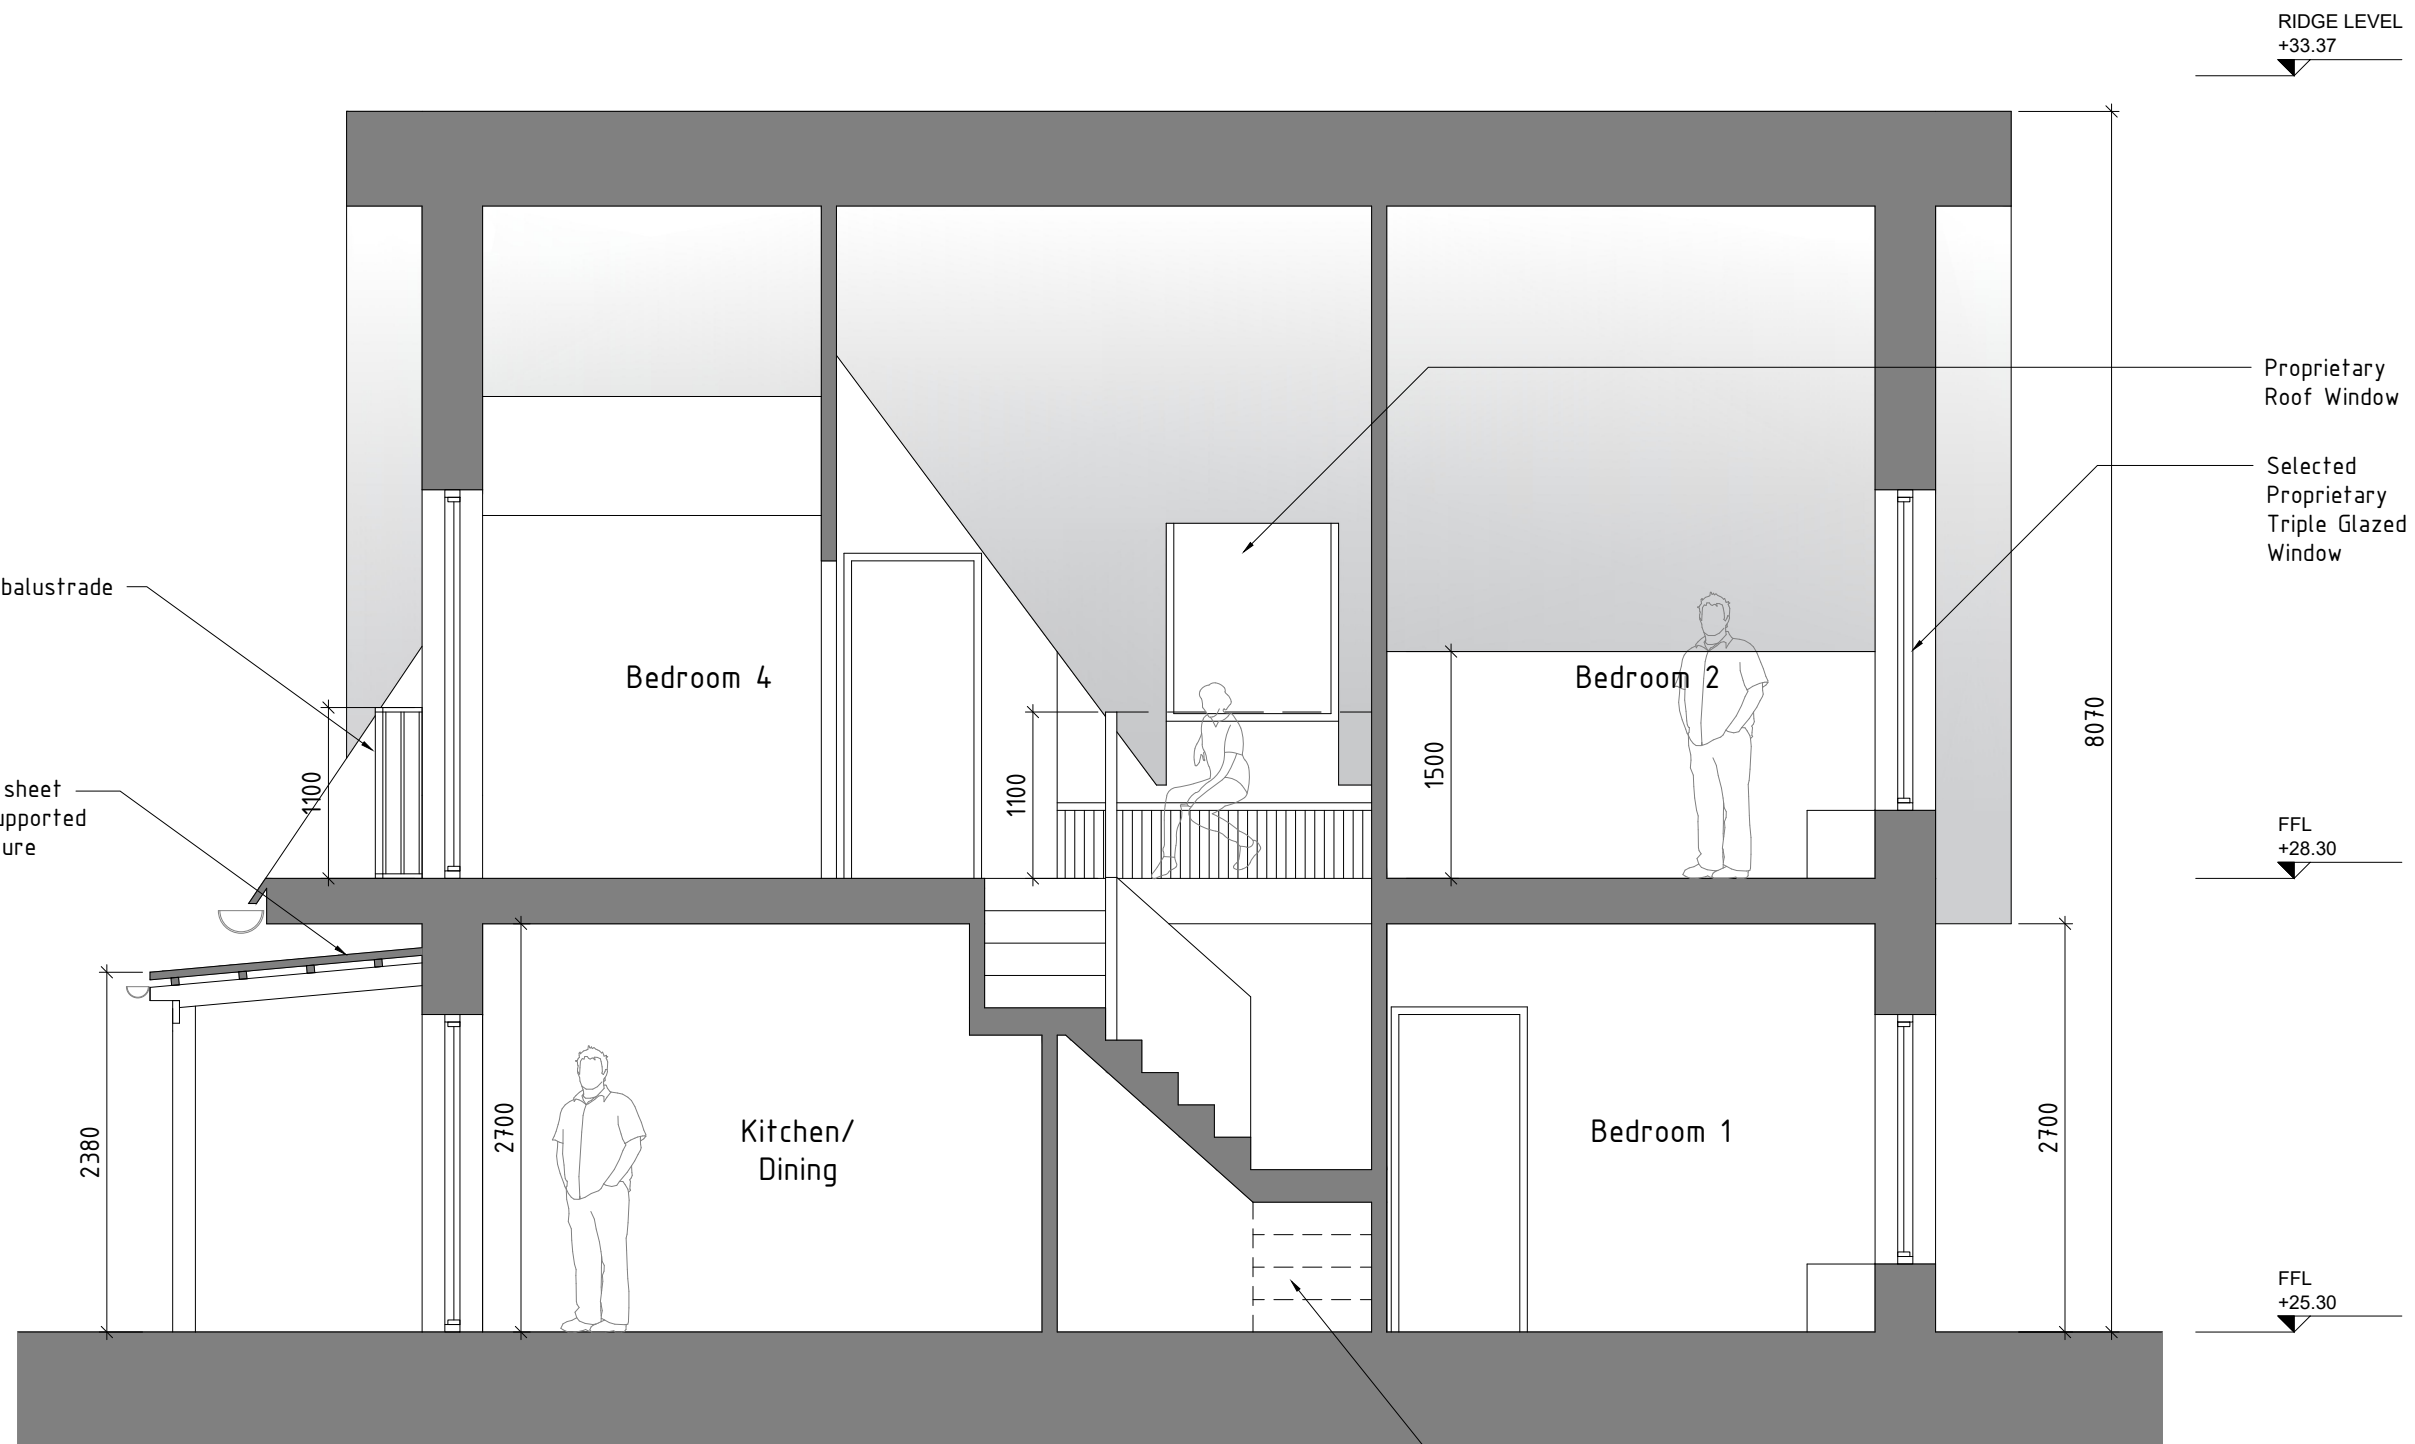 RIDGE LEVEL
+33.37
Proprietary
Roof Window
Selected
Proprietary
Triple Glazed
Window
balustrade
Bedroom 4
Bedroom 2
1100
1100
1500
8070
sheet
upported
ure
FFL
+28.30
2380
2700
Kitchen/
Dining
Bedroom 1
2700
FFL
+25.30